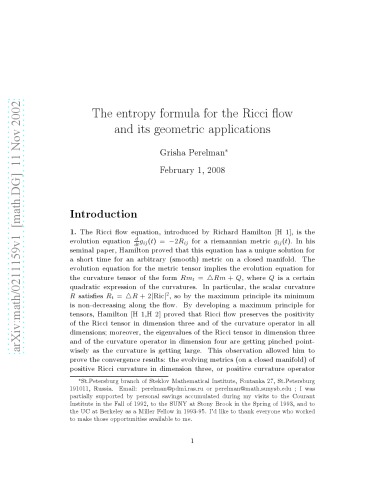 arXiv:math/0211159v1 [math.DG] 11 Nov 2002
The entropy formula for the Ricci flow
and its geometric applications
Grisha Perelman*
February 1, 2008
Introduction
1. The Ricci flow equation, introduced by Richard Hamilton [H 1], is the
evolution equation d/dt g_ij(t) = −2R_ij for a riemannian metric g_ij(t). In his
seminal paper, Hamilton proved that this equation has a unique solution for
a short time for an arbitrary (smooth) metric on a closed manifold. The
evolution equation for the metric tensor implies the evolution equation for
the curvature tensor of the form Rm_t = △Rm + Q, where Q is a certain
quadratic expression of the curvatures. In particular, the scalar curvature
R satisfies R_t = △R + 2|Ric|², so by the maximum principle its minimum
is non-decreasing along the flow. By developing a maximum principle for
tensors, Hamilton [H 1,H 2] proved that Ricci flow preserves the positivity
of the Ricci tensor in dimension three and of the curvature operator in all
dimensions; moreover, the eigenvalues of the Ricci tensor in dimension three
and of the curvature operator in dimension four are getting pinched point-
wisely as the curvature is getting large. This observation allowed him to
prove the convergence results: the evolving metrics (on a closed manifold) of
positive Ricci curvature in dimension three, or positive curvature operator
*St.Petersburg branch of Steklov Mathematical Institute, Fontanka 27, St.Petersburg
191011, Russia. Email: perelman@pdmi.ras.ru or perelman@math.sunysb.edu ; I was
partially supported by personal savings accumulated during my visits to the Courant
Institute in the Fall of 1992, to the SUNY at Stony Brook in the Spring of 1993, and to
the UC at Berkeley as a Miller Fellow in 1993-95. I'd like to thank everyone who worked
to make those opportunities available to me.
1